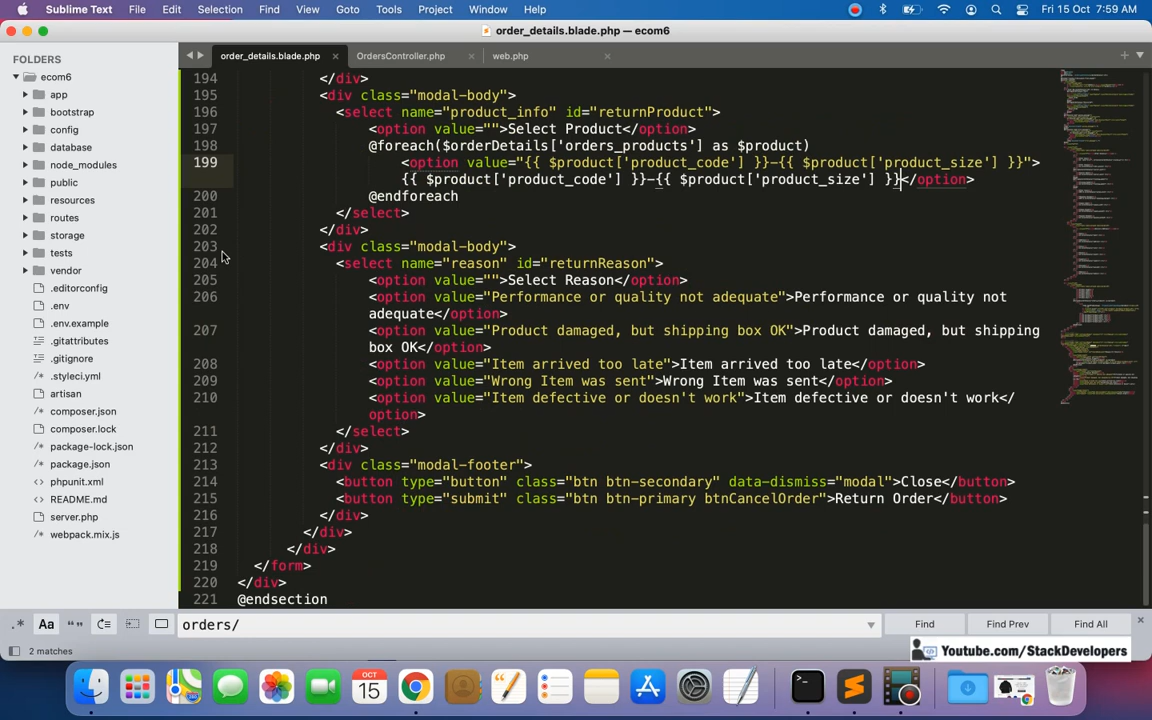 Sublime Text File Edit Selection Find View Goto Tools Project Window Help Fri 15 Oct 7:59 AM
order_details.blade.php — ecom6
FOLDERS
ecom6
app
bootstrap
config
database
node_modules
public
resources
routes
storage
tests
vendor
.editorconfig
.env
.env.example
.gitattributes
.gitignore
.styleci.yml
artisan
composer.json
composer.lock
package-lock.json
package.json
phpunit.xml
README.md
server.php
webpack.mix.js
order_details.blade.php × OrdersController.php × web.php ×
194 </div>
195 <div class="modal-body">
196 <select name="product_info" id="returnProduct">
197 <option value="">Select Product</option>
198 @foreach($orderDetails['orders_products'] as $product)
199 <option value="{{ $product['product_code'] }}-{{ $product['product_size'] }}">
{{ $product['product_code'] }}-{{ $product['product_size'] }}</option>
200 @endforeach
201 </select>
202 </div>
203 <div class="modal-body">
204 <select name="reason" id="returnReason">
205 <option value="">Select Reason</option>
206 <option value="Performance or quality not adequate">Performance or quality not
adequate</option>
207 <option value="Product damaged, but shipping box OK">Product damaged, but shipping
box OK</option>
208 <option value="Item arrived too late">Item arrived too late</option>
209 <option value="Wrong Item was sent">Wrong Item was sent</option>
210 <option value="Item defective or doesn't work">Item defective or doesn't work</
option>
211 </select>
212 </div>
213 <div class="modal-footer">
214 <button type="button" class="btn btn-secondary" data-dismiss="modal">Close</button>
215 <button type="submit" class="btn btn-primary btnCancelOrder">Return Order</button>
216 </div>
217 </div>
218 </div>
219 </form>
220 </div>
221 @endsection
.* Aa “” orders/ Find Find Prev Find All ×
2 matches
Youtube.com/StackDevelopers
OCT
15